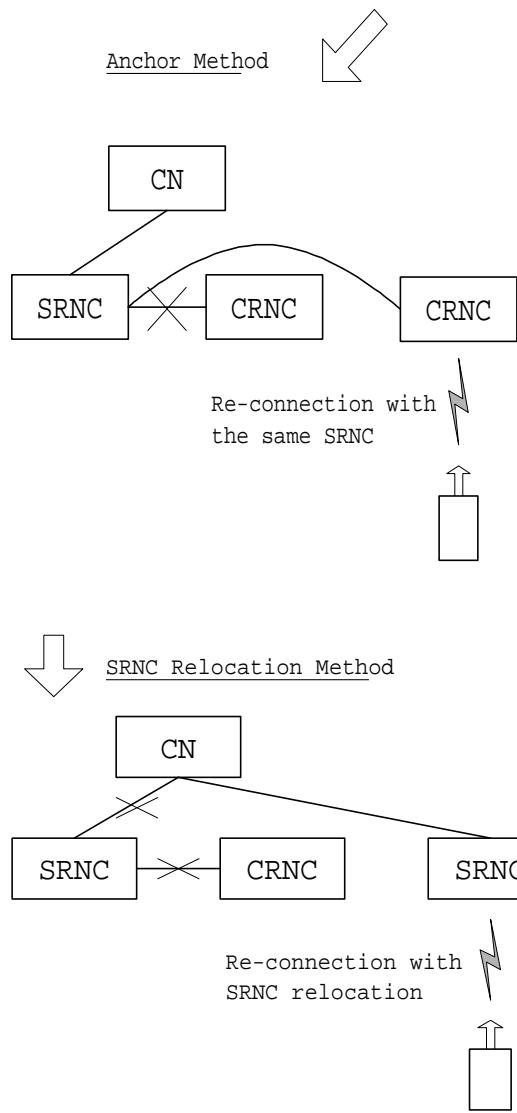 Anchor Method
CN
SRNC
CRNC
CRNC
Re-connection with
the same SRNC
SRNC Relocation Method
CN
SRNC
CRNC
SRNC
Re-connection with
SRNC relocation